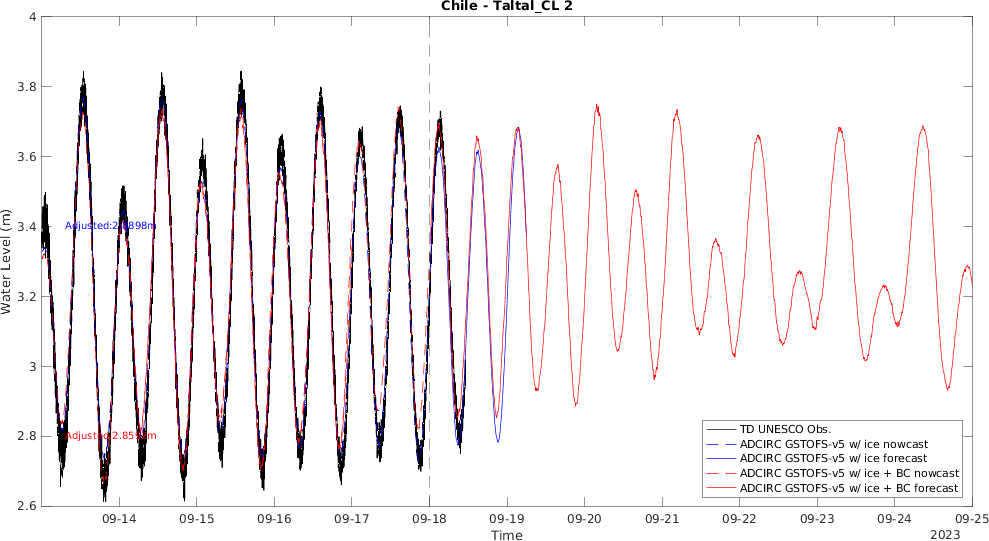 Chile - Taltal_CL 2
4
3.8
3.6
3.4
3.2
3
2.8
2.6
Water Level (m)
09-14
09-15
09-16
09-17
09-18
09-19
09-20
09-21
09-22
09-23
09-24
09-25
Time
2023
TD UNESCO Obs.
ADCIRC GSTOFS-v5 w/ ice nowcast
ADCIRC GSTOFS-v5 w/ ice forecast
ADCIRC GSTOFS-v5 w/ ice + BC nowcast
ADCIRC GSTOFS-v5 w/ ice + BC forecast